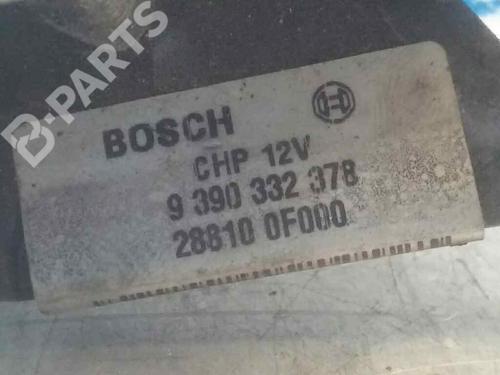 B-PARTS
BOSCH
CHP 12V
9 390 332 378
28810 0F000